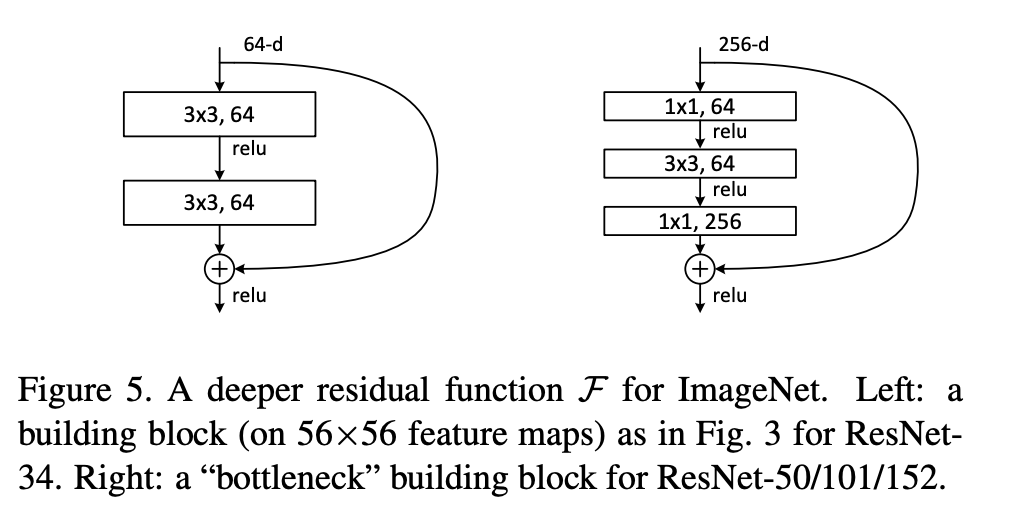 64-d
3x3, 64
relu
3x3, 64
+
relu
256-d
1x1, 64
relu
3x3, 64
relu
1x1, 256
+
relu
Figure 5. A deeper residual function ℱ for ImageNet. Left: a
building block (on 56×56 feature maps) as in Fig. 3 for ResNet-
34. Right: a “bottleneck” building block for ResNet-50/101/152.